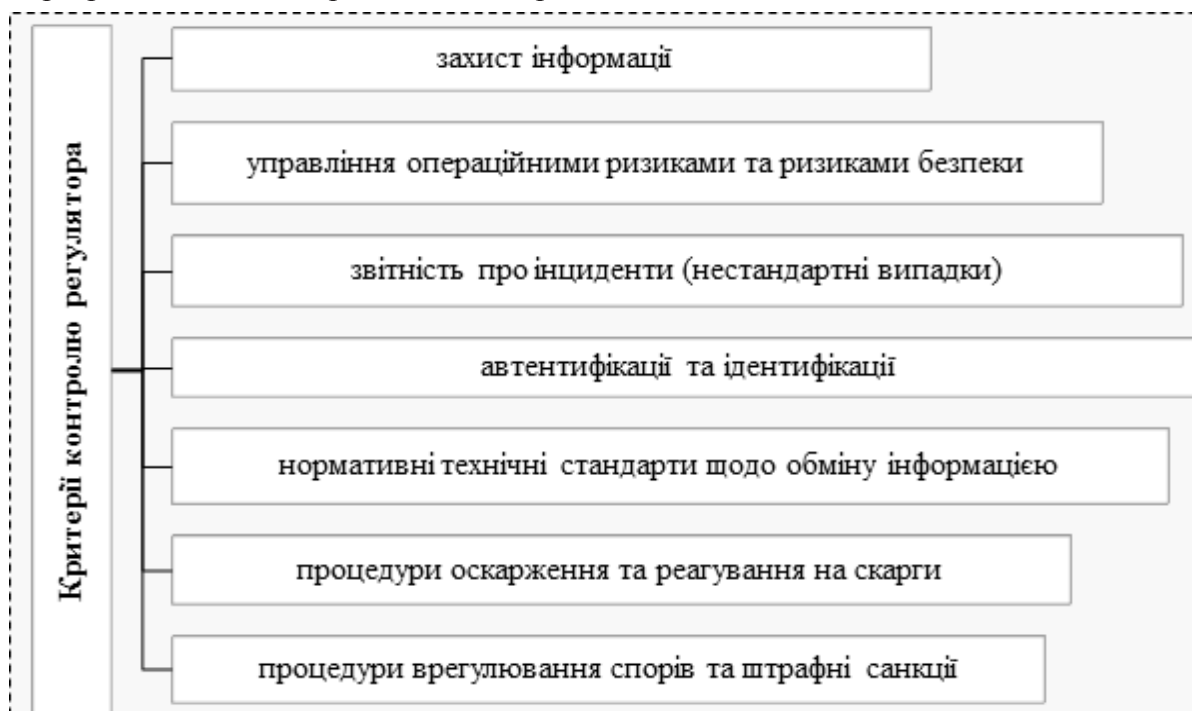 Критерії контролю регулятора
захист інформації
управління операційними ризиками та ризиками безпеки
звітність про інциденти (нестандартні випадки)
автентифікації та ідентифікації
нормативні технічні стандарти щодо обміну інформацією
процедури оскарження та реагування на скарги
процедури врегулювання спорів та штрафні санкції